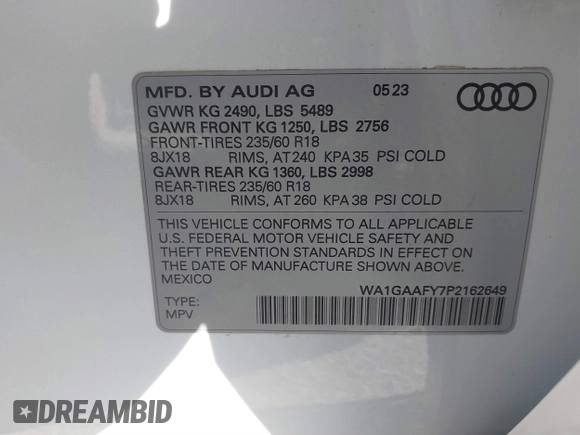 MFD. BY AUDI AG 05 23
GVWR KG 2490, LBS 5489
GAWR FRONT KG 1250, LBS 2756
FRONT-TIRES 235/60 R18
8JX18 RIMS, AT 240 KPA 35 PSI COLD
GAWR REAR KG 1360, LBS 2998
REAR-TIRES 235/60 R18
8JX18 RIMS, AT 260 KPA 38 PSI COLD
THIS VEHICLE CONFORMS TO ALL APPLICABLE
U.S. FEDERAL MOTOR VEHICLE SAFETY AND
THEFT PREVENTION STANDARDS IN EFFECT ON
THE DATE OF MANUFACTURE SHOWN ABOVE.
MEXICO
WA1GAAFY7P2162649
TYPE:
MPV
DREAMBID